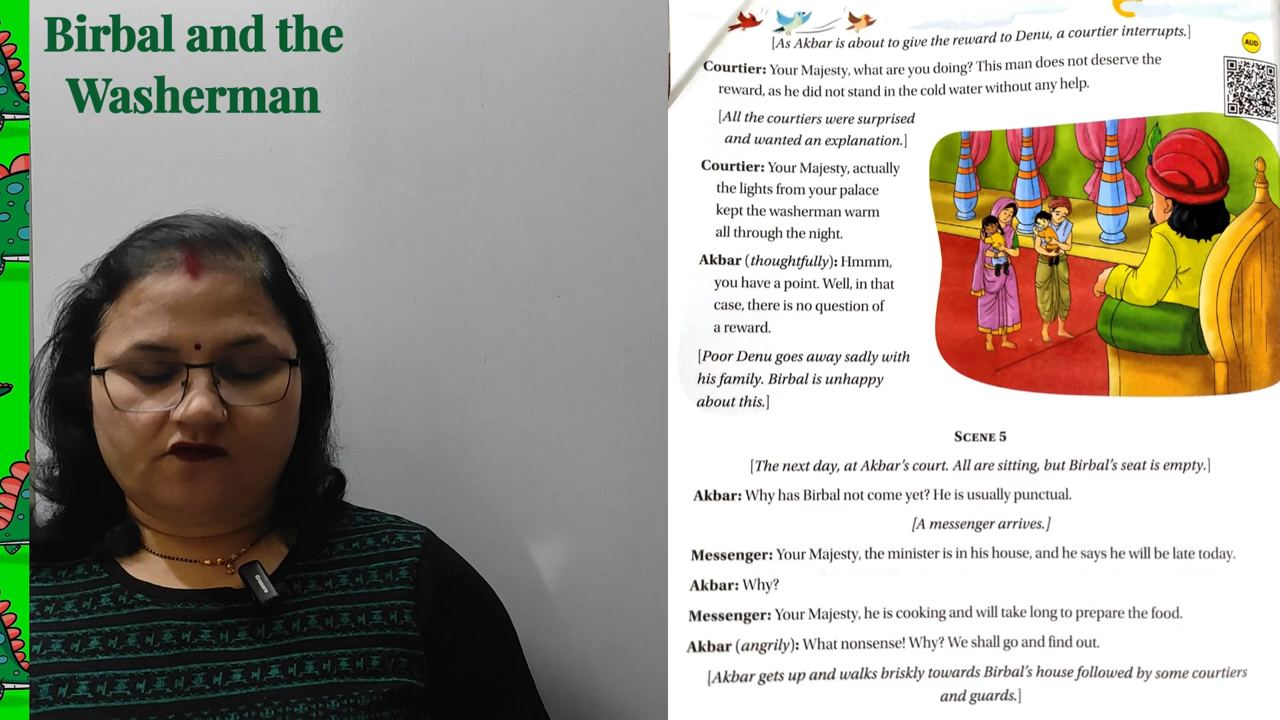 Birbal and the
Washerman
[As Akbar is about to give the reward to Denu, a courtier interrupts.]
AUD
Courtier: Your Majesty, what are you doing? This man does not deserve the
reward, as he did not stand in the cold water without any help.
[All the courtiers were surprised
and wanted an explanation.]
Courtier: Your Majesty, actually
the lights from your palace
kept the washerman warm
all through the night.
Akbar (thoughtfully): Hmmm,
you have a point. Well, in that
case, there is no question of
a reward.
[Poor Denu goes away sadly with
his family. Birbal is unhappy
about this.]
SCENE 5
[The next day, at Akbar's court. All are sitting, but Birbal's seat is empty.]
Akbar: Why has Birbal not come yet? He is usually punctual.
[A messenger arrives.]
Messenger: Your Majesty, the minister is in his house, and he says he will be late today.
Akbar: Why?
Messenger: Your Majesty, he is cooking and will take long to prepare the food.
Akbar (angrily): What nonsense! Why? We shall go and find out.
[Akbar gets up and walks briskly towards Birbal's house followed by some courtiers
and guards.]